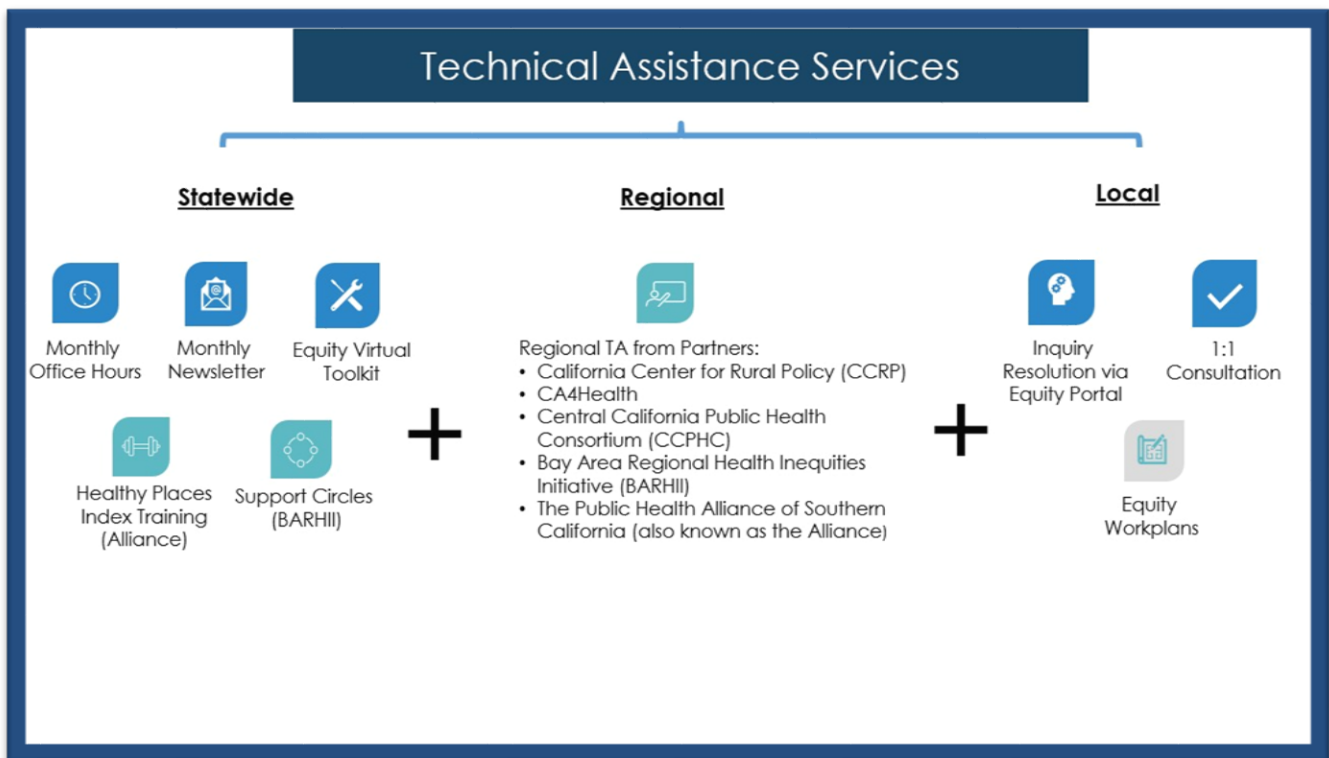 Technical Assistance Services
Statewide
Monthly
Office Hours
Monthly
Newsletter
Equity Virtual
Toolkit
Healthy Places
Index Training
(Alliance)
Support Circles
(BARHII)
Regional
Regional TA from Partners:
• California Center for Rural Policy (CCRP)
• CA4Health
• Central California Public Health
Consortium (CCPHC)
• Bay Area Regional Health Inequities
Initiative (BARHII)
• The Public Health Alliance of Southern
California (also known as the Alliance)
Local
Inquiry
Resolution via
Equity Portal
1:1
Consultation
Equity
Workplans